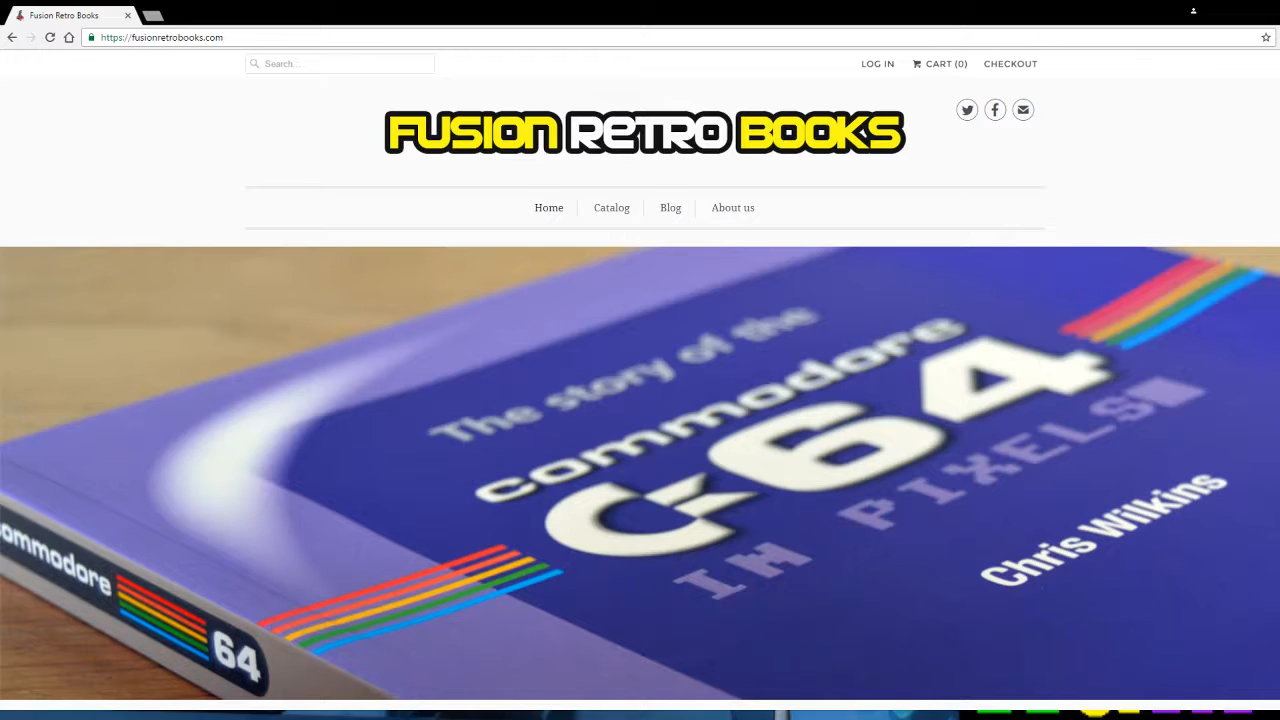 Fusion Retro Books
https://fusionretrobooks.com
Search...
LOG IN
CART (0)
CHECKOUT
FUSION RETRO BOOKS
Home
Catalog
Blog
About us
The story of the
commodore
C64
IN PIXELS
Chris Wilkins
commodore
64